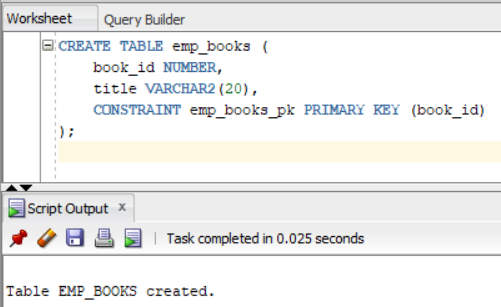 Worksheet Query Builder
CREATE TABLE emp_books (
book_id NUMBER,
title VARCHAR2(20),
CONSTRAINT emp_books_pk PRIMARY KEY (book_id)
);
Script Output x
Task completed in 0.025 seconds
Table EMP_BOOKS created.